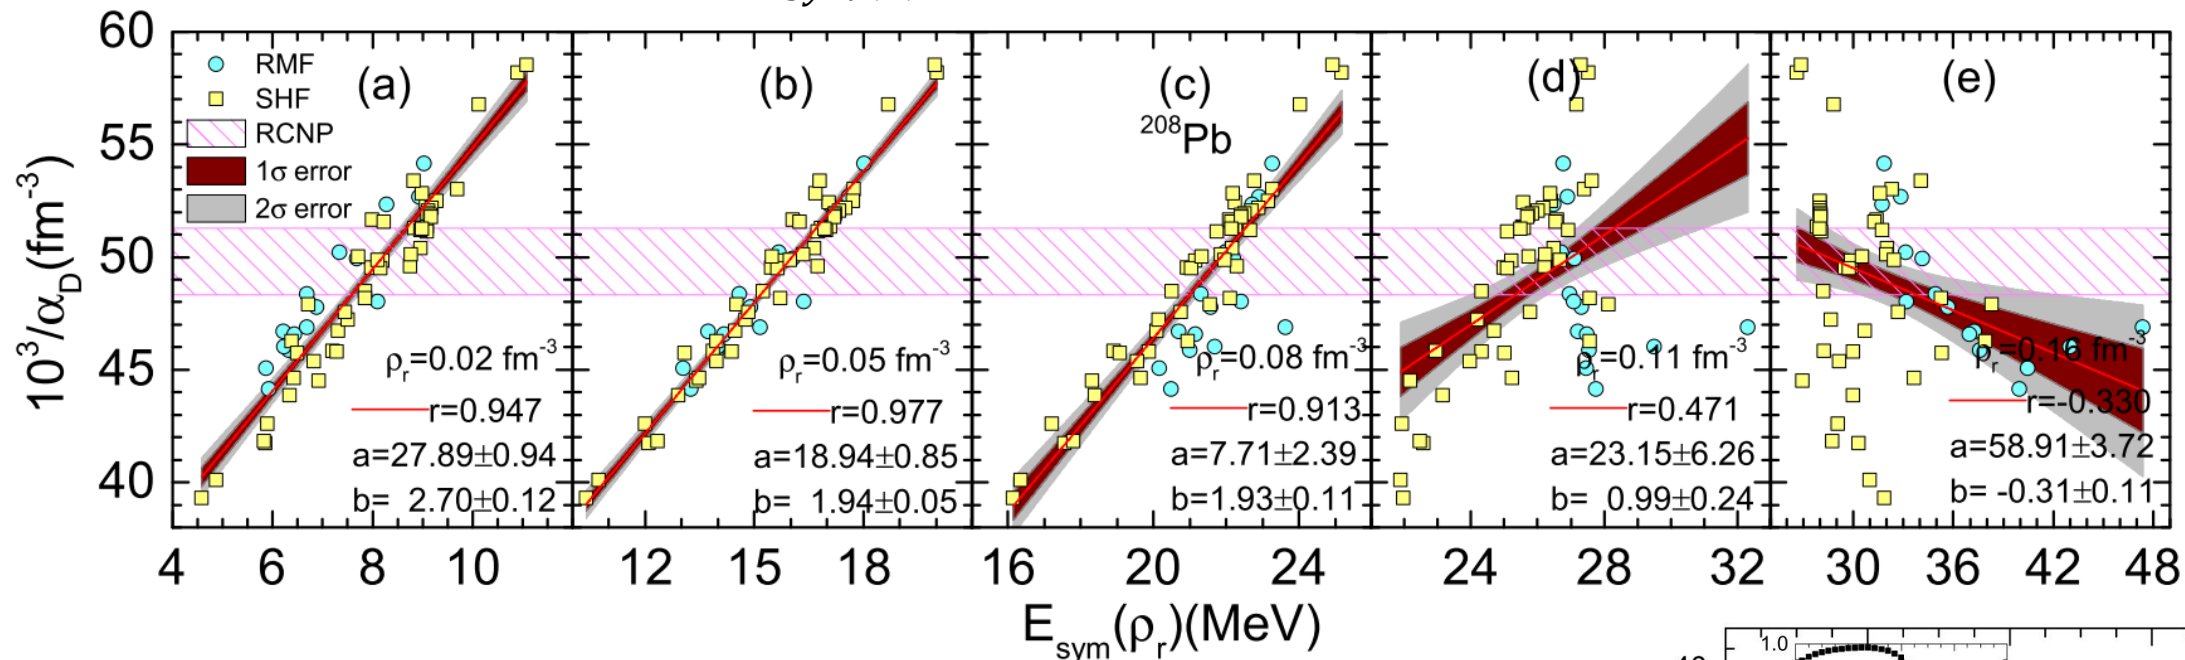 60
55
50
45
40
10³/α_D(fm⁻³)
RMF
SHF
RCNP
1σ error
2σ error
(a)
ρ_r=0.02 fm⁻³
r=0.947
a=27.89±0.94
b= 2.70±0.12
(b)
ρ_r=0.05 fm⁻³
r=0.977
a=18.94±0.85
b= 1.94±0.05
(c)
²⁰⁸Pb
ρ_r=0.08 fm⁻³
r=0.913
a=7.71±2.39
b=1.93±0.11
(d)
ρ_r=0.11 fm⁻³
r=0.471
a=23.15±6.26
b= 0.99±0.24
(e)
ρ_r=0.16 fm⁻³
r=-0.330
a=58.91±3.72
b= -0.31±0.11
4 6 8 10 12 15 18 16 20 24 24 28 32 30 36 42 48
E_sym(ρ_r)(MeV)
1.0